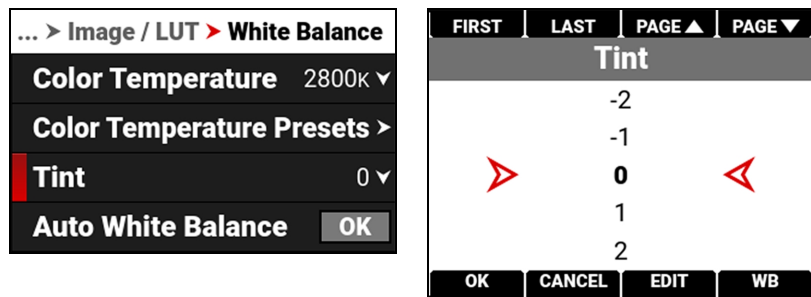 ... > Image / LUT > White Balance
Color Temperature 2800K
Color Temperature Presets >
Tint 0
Auto White Balance OK
FIRST LAST PAGE▲ PAGE▼
Tint
-2
-1
0
1
2
OK CANCEL EDIT WB